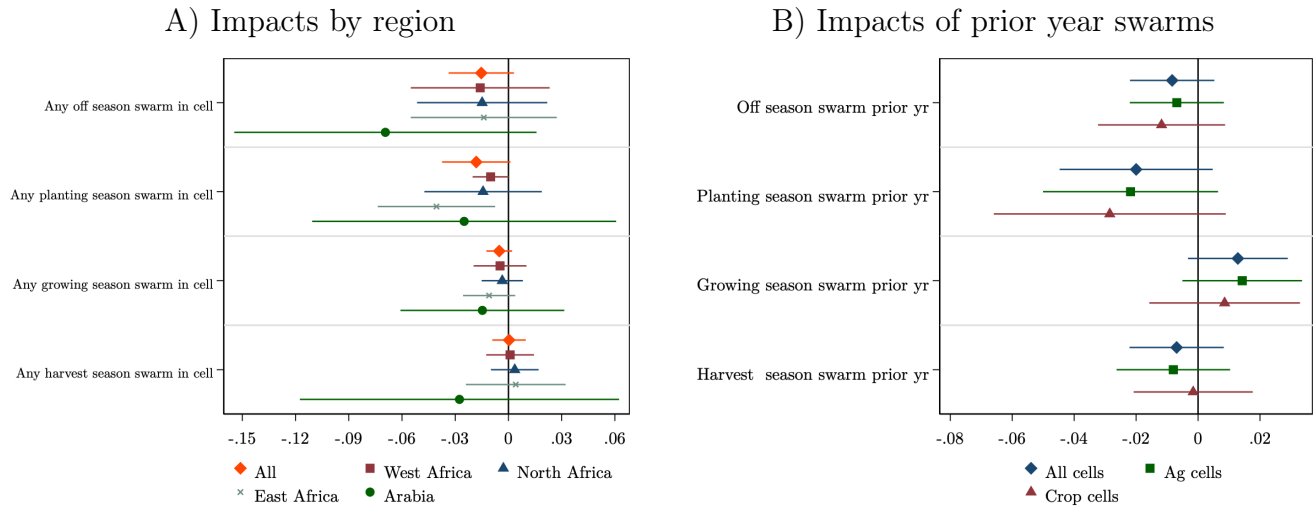 A) Impacts by region
Any off season swarm in cell
Any planting season swarm in cell
Any growing season swarm in cell
Any harvest season swarm in cell
-.15 -.12 -.09 -.06 -.03 0 .03 .06
All West Africa North Africa
East Africa Arabia
B) Impacts of prior year swarms
Off season swarm prior yr
Planting season swarm prior yr
Growing season swarm prior yr
Harvest season swarm prior yr
-.08 -.06 -.04 -.02 0 .02
All cells Ag cells
Crop cells